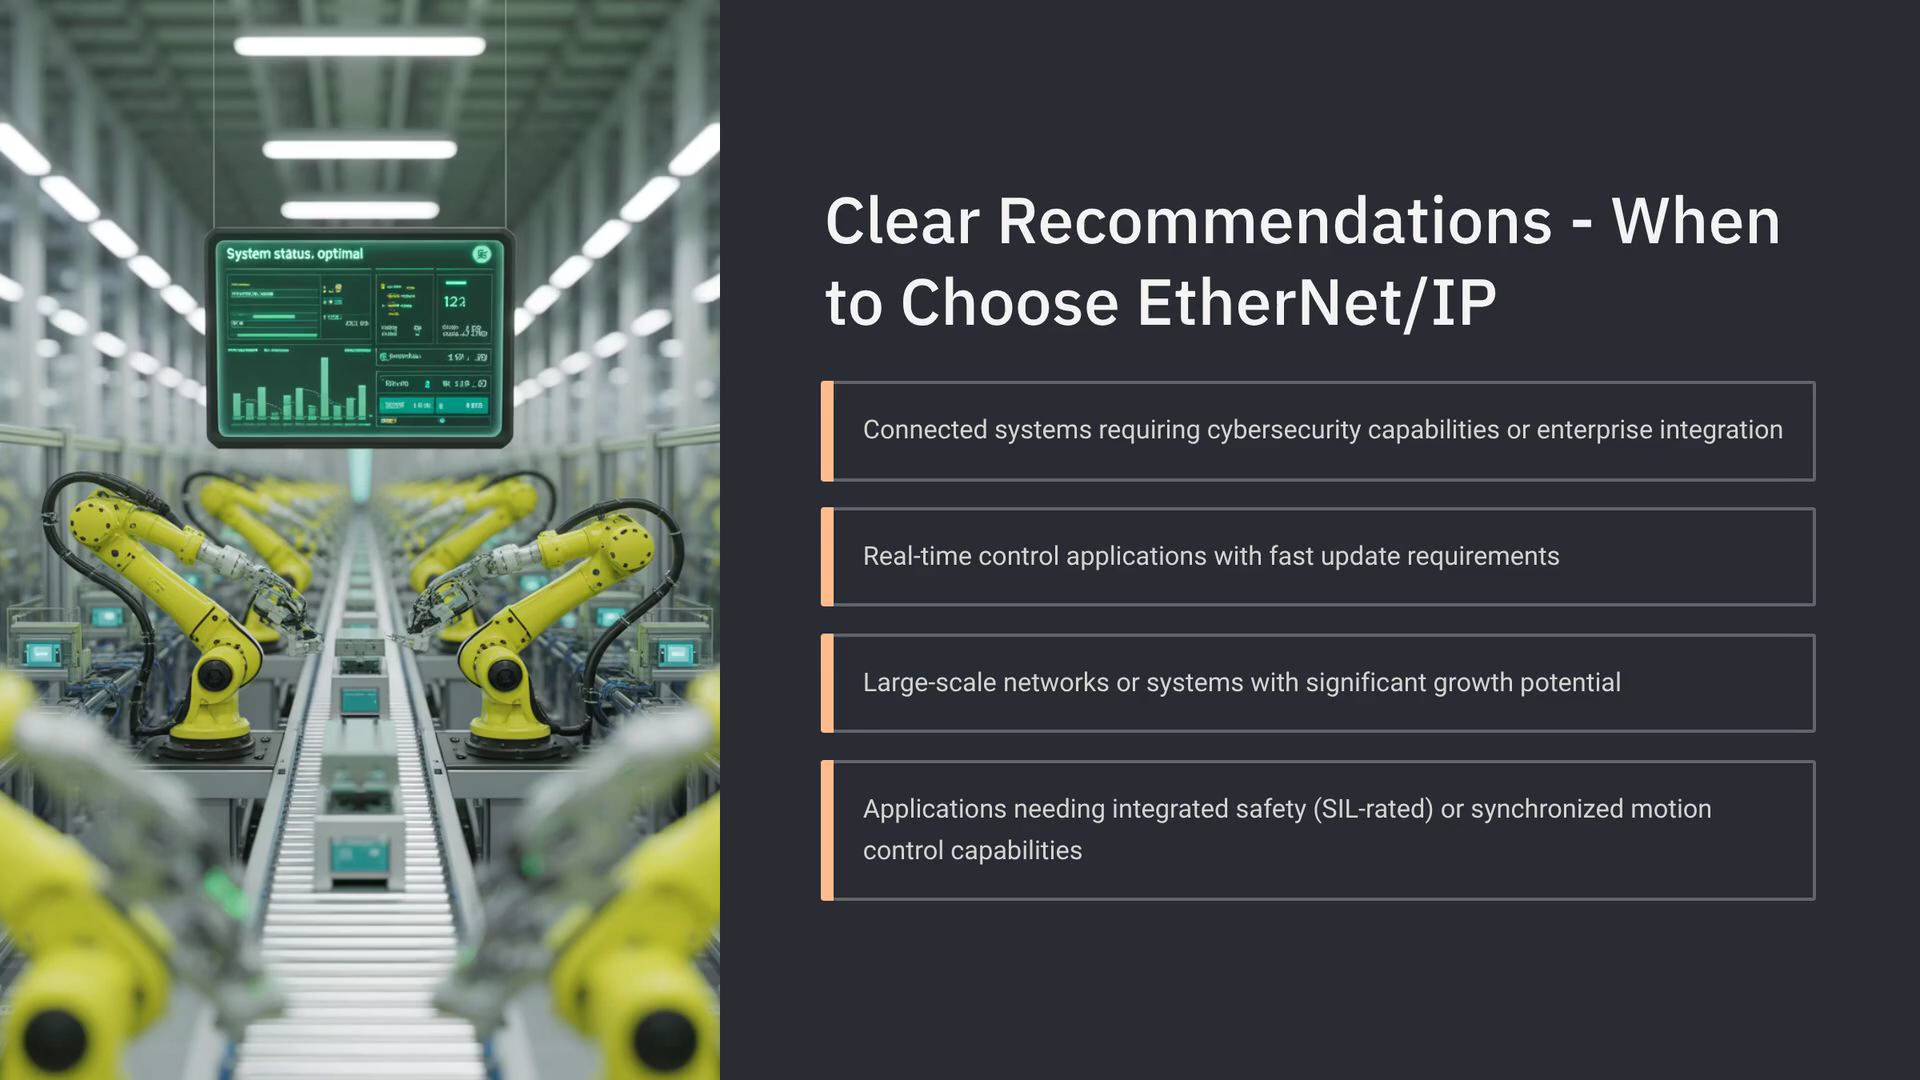 System status. optimal
123
Clear Recommendations - When
to Choose EtherNet/IP
Connected systems requiring cybersecurity capabilities or enterprise integration
Real-time control applications with fast update requirements
Large-scale networks or systems with significant growth potential
Applications needing integrated safety (SIL-rated) or synchronized motion
control capabilities